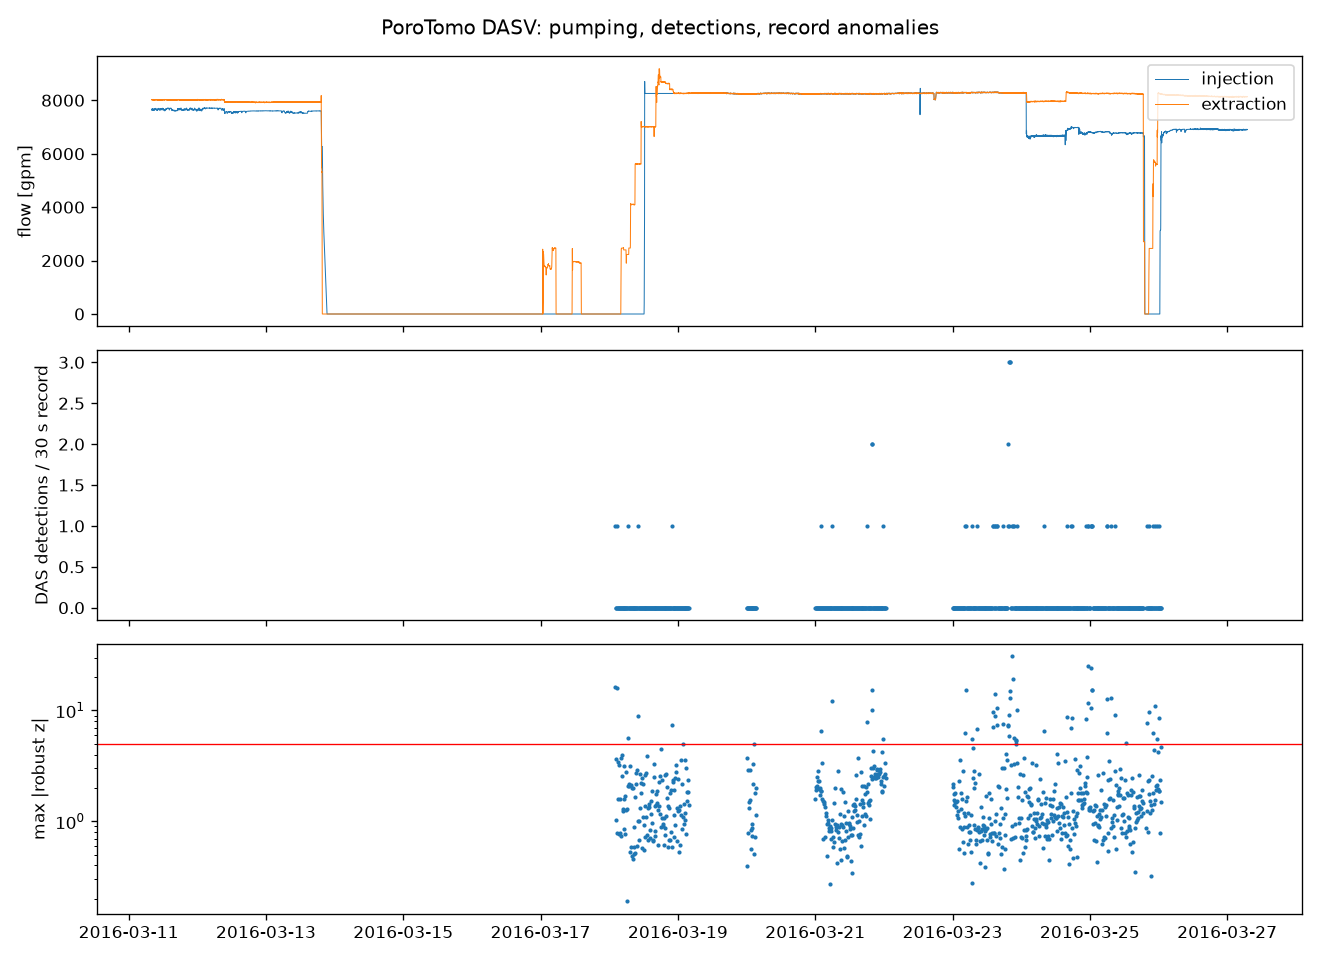 PoroTomo DASV: pumping, detections, record anomalies
flow [gpm]
8000
6000
4000
2000
0
injection
extraction
DAS detections / 30 s record
3.0
2.5
2.0
1.5
1.0
0.5
0.0
max |robust z|
10¹
10⁰
2016-03-11 2016-03-13 2016-03-15 2016-03-17 2016-03-19 2016-03-21 2016-03-23 2016-03-25 2016-03-27